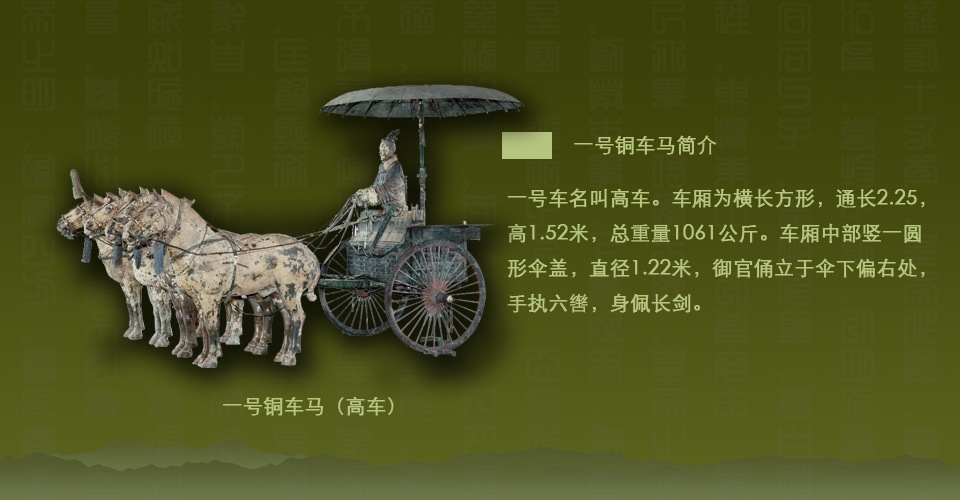 一号铜车马简介
一号车名叫高车。车厢为横长方形，通长2.25，
高1.52米，总重量1061公斤。车厢中部竖一圆
形伞盖，直径1.22米，御官俑立于伞下偏右处，
手执六辔，身佩长剑。
一号铜车马（高车）